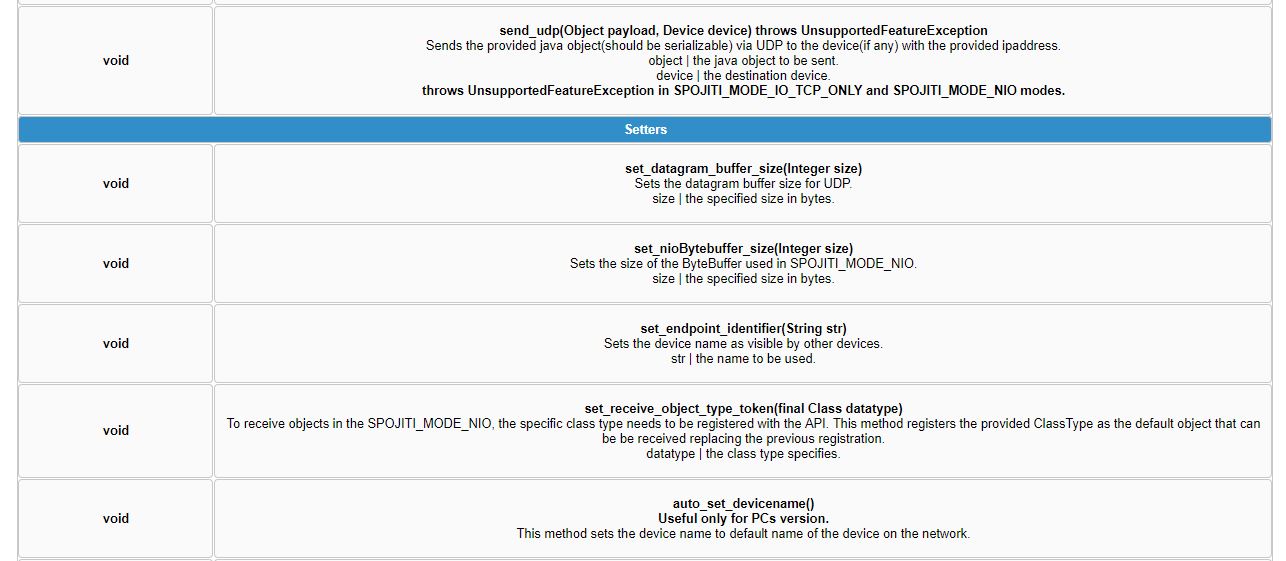 void
send_udp(Object payload, Device device) throws UnsupportedFeatureException
Sends the provided java object(should be serializable) via UDP to the device(if any) with the provided ipaddress.
object | the java object to be sent.
device | the destination device.
throws UnsupportedFeatureException in SPOJITI_MODE_IO_TCP_ONLY and SPOJITI_MODE_NIO modes.
Setters
void
set_datagram_buffer_size(Integer size)
Sets the datagram buffer size for UDP.
size | the specified size in bytes.
void
set_nioBytebuffer_size(Integer size)
Sets the size of the ByteBuffer used in SPOJITI_MODE_NIO.
size | the specified size in bytes.
void
set_endpoint_identifier(String str)
Sets the device name as visible by other devices.
str | the name to be used.
void
set_receive_object_type_token(final Class datatype)
To receive objects in the SPOJITI_MODE_NIO, the specific class type needs to be registered with the API. This method registers the provided ClassType as the default object that can
be be received replacing the previous registration.
datatype | the class type specifies.
void
auto_set_devicename()
Useful only for PCs version.
This method sets the device name to default name of the device on the network.